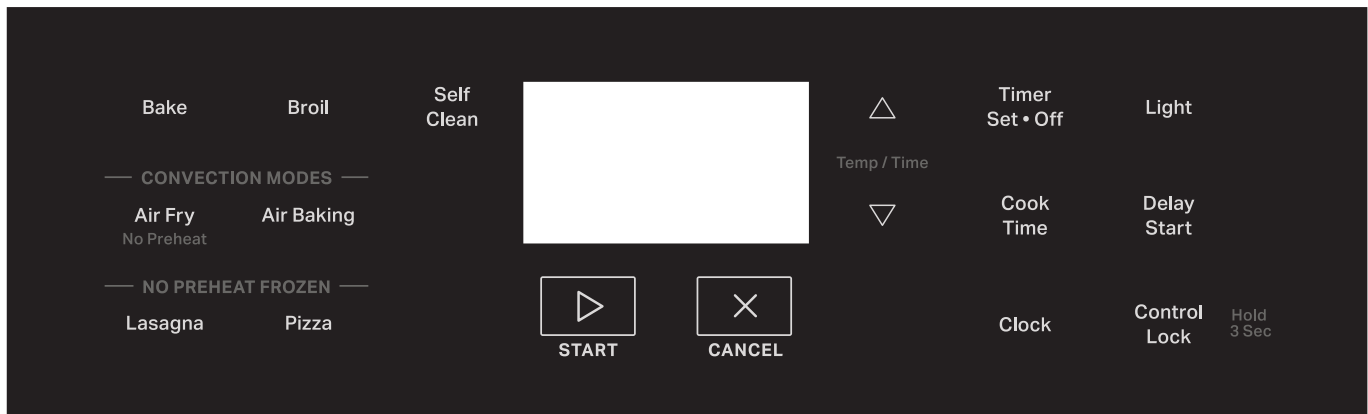 Bake
Broil
Self
Clean
CONVECTION MODES
Air Fry
No Preheat
Air Baking
NO PREHEAT FROZEN
Lasagna
Pizza
START
CANCEL
Temp / Time
Timer
Set • Off
Light
Cook
Time
Delay
Start
Clock
Control
Lock
Hold
3 Sec